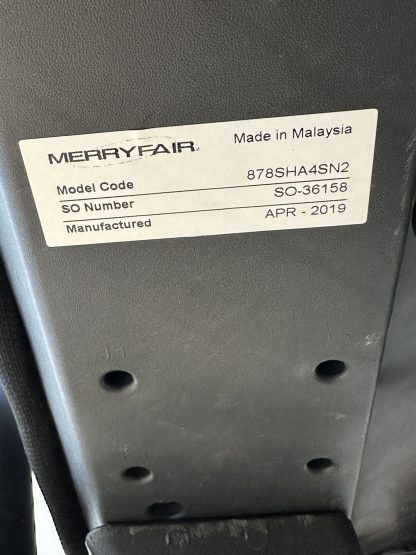 MERRYFAIR. Made in Malaysia
Model Code 878SHA4SN2
SO Number SO-36158
Manufactured APR - 2019